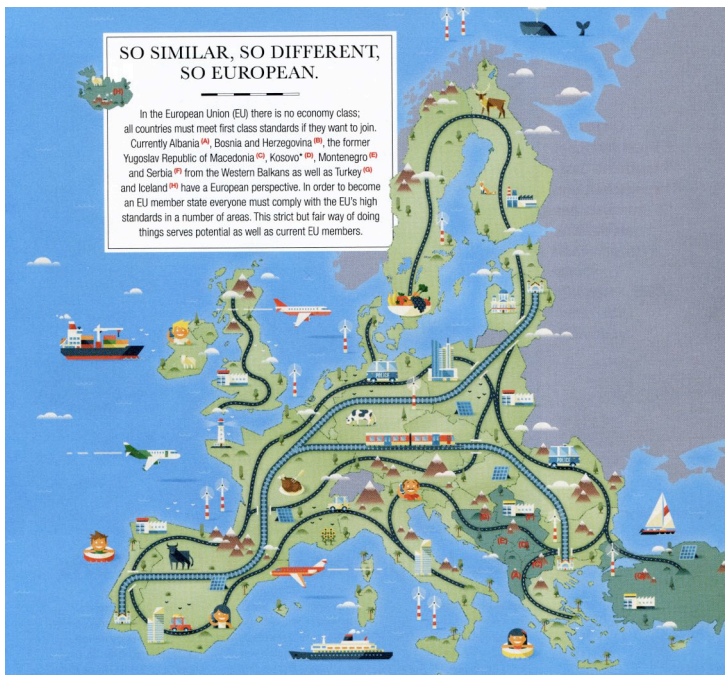 SO SIMILAR, SO DIFFERENT,
SO EUROPEAN.
In the European Union (EU) there is no economy class;
all countries must meet first class standards if they want to join.
Currently Albania (A), Bosnia and Herzegovina (B), the former
Yugoslav Republic of Macedonia (C), Kosovo* (D), Montenegro (E)
and Serbia (F) from the Western Balkans as well as Turkey (G)
and Iceland (H) have a European perspective. In order to become
an EU member state everyone must comply with the EU's high
standards in a number of areas. This strict but fair way of doing
things serves potential as well as current EU members.
(H)
POLICE
POLICE